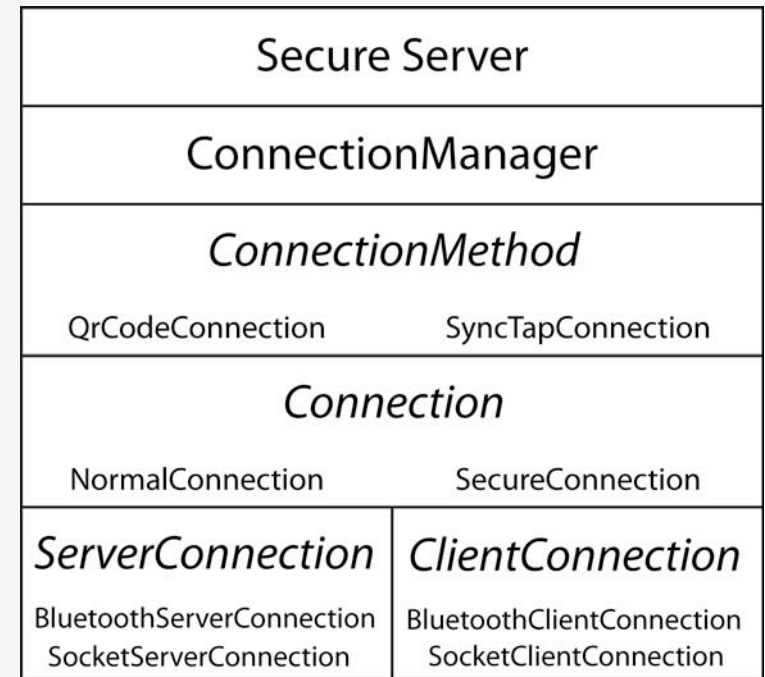 Secure Server
ConnectionManager
ConnectionMethod
QrCodeConnection SyncTapConnection
Connection
NormalConnection SecureConnection
ServerConnection
BluetoothServerConnection
SocketServerConnection
ClientConnection
BluetoothClientConnection
SocketClientConnection